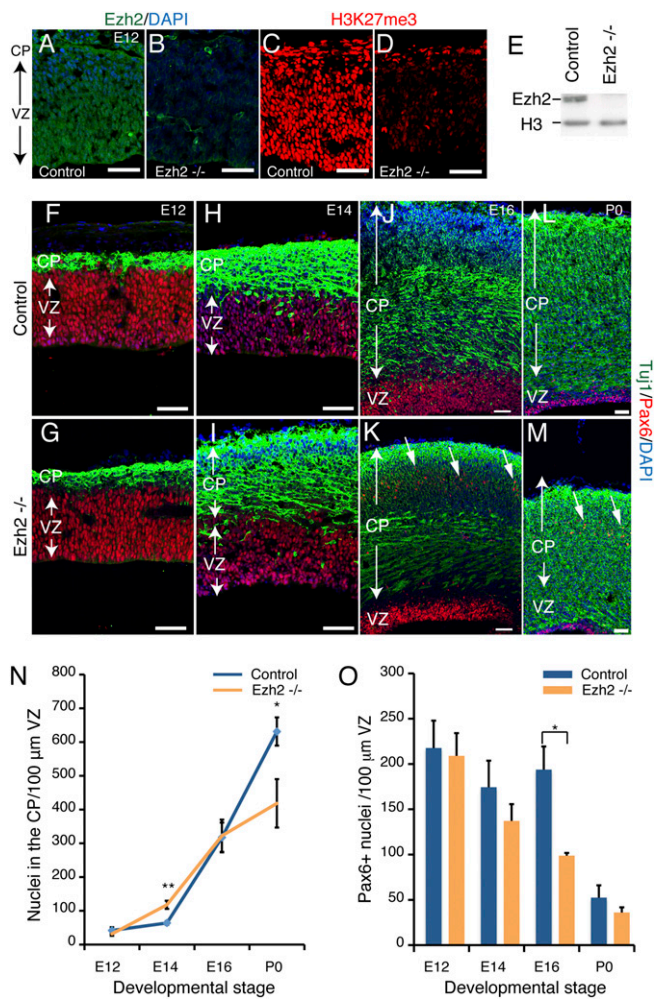 Ezh2/DAPI
H3K27me3
A
E12
B
C
D
E
Control
Ezh2 -/-
CP
VZ
Control
Ezh2 -/-
Control
Ezh2 -/-
Ezh2
H3
F
E12
H
E14
J
E16
L
P0
Control
CP
VZ
CP
VZ
CP
VZ
CP
VZ
G
I
K
M
Ezh2 -/-
CP
VZ
CP
VZ
CP
VZ
CP
VZ
Tuj1/Pax6/DAPI
N
Control
Ezh2 -/-
Nuclei in the CP/100 µm VZ
800
700
600
500
400
300
200
100
0
*
**
E12
E14
E16
P0
Developmental stage
O
Control
Ezh2 -/-
Pax6+ nuclei /100 µm VZ
300
250
200
150
100
50
0
*
E12
E14
E16
P0
Developmental stage